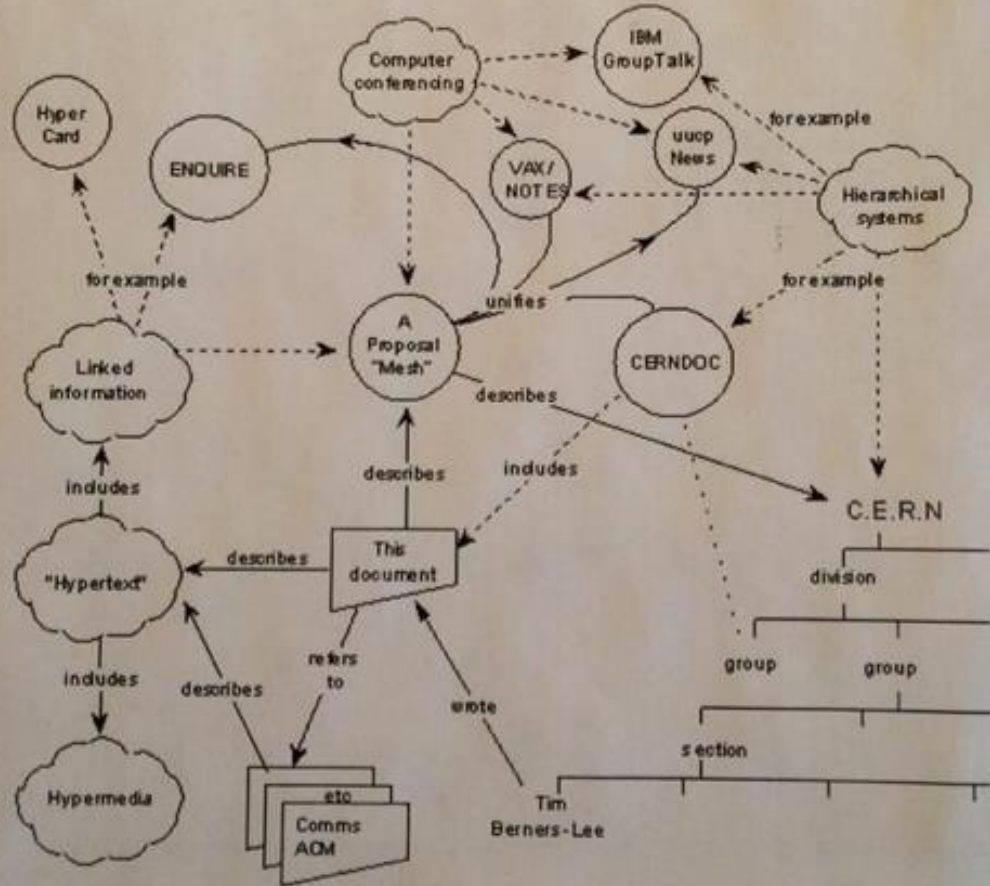 IBM
GroupTalk
Computer
conferencing
Hyper
Card
for example
uucp
News
ENQUIRE
VAX/
NOTES
Hierarchical
systems
for example
for example
unifies
A
Proposal
"Mesh"
CERNDOC
Linked
information
describes
describes
includes
includes
C.E.R.N
This
document
describes
division
"Hypertext"
refers
to
group
group
includes
describes
wrote
section
Hypermedia
etc
Comms
ACM
Tim
Berners-Lee